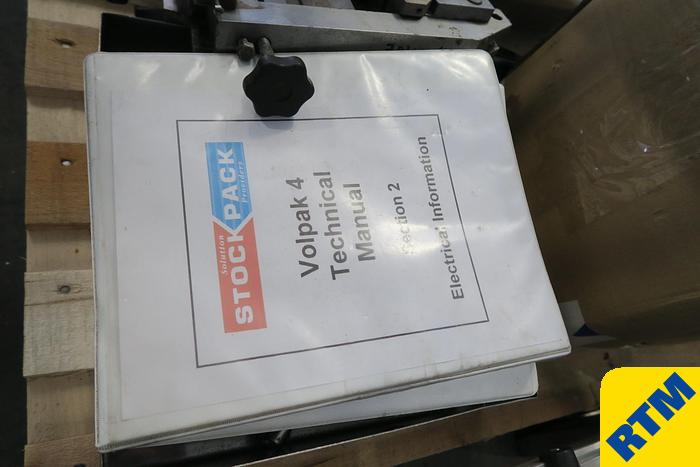 Solution
STOCK PACK
Providers
Volpak 4
Technical
Manual
Section 2
Electrical Information
RTM